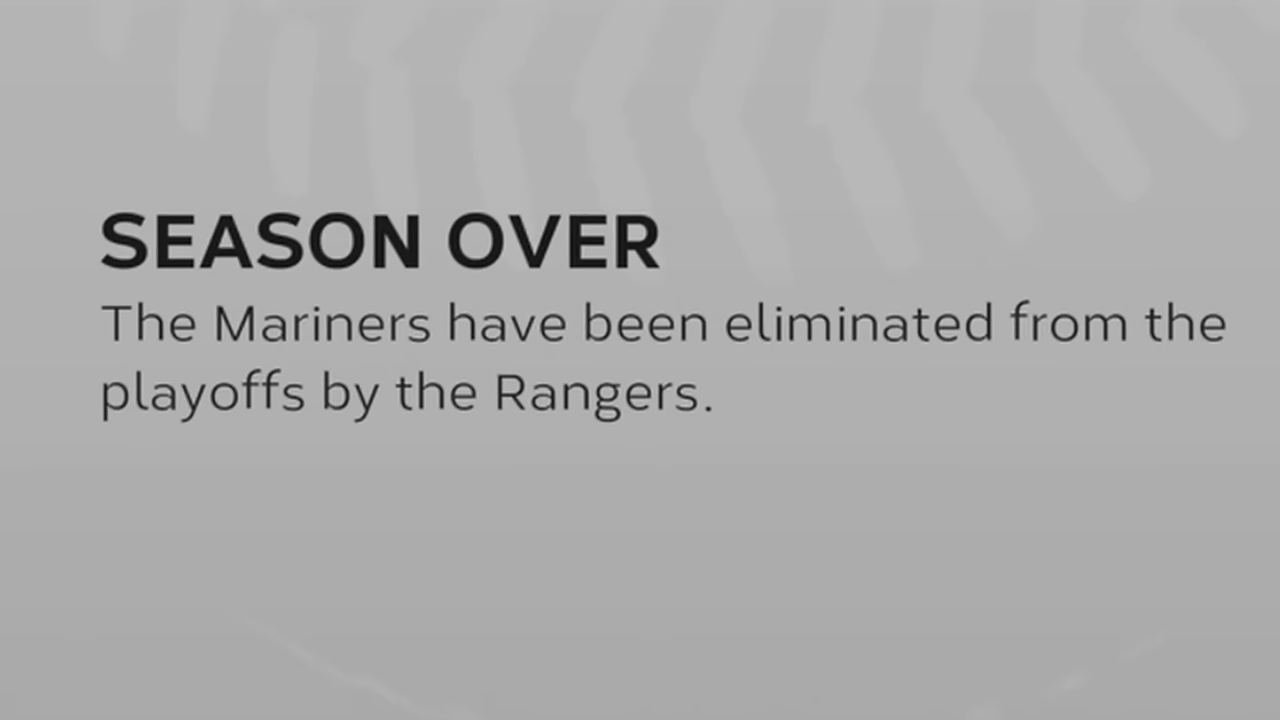 SEASON OVER
The Mariners have been eliminated from the
playoffs by the Rangers.